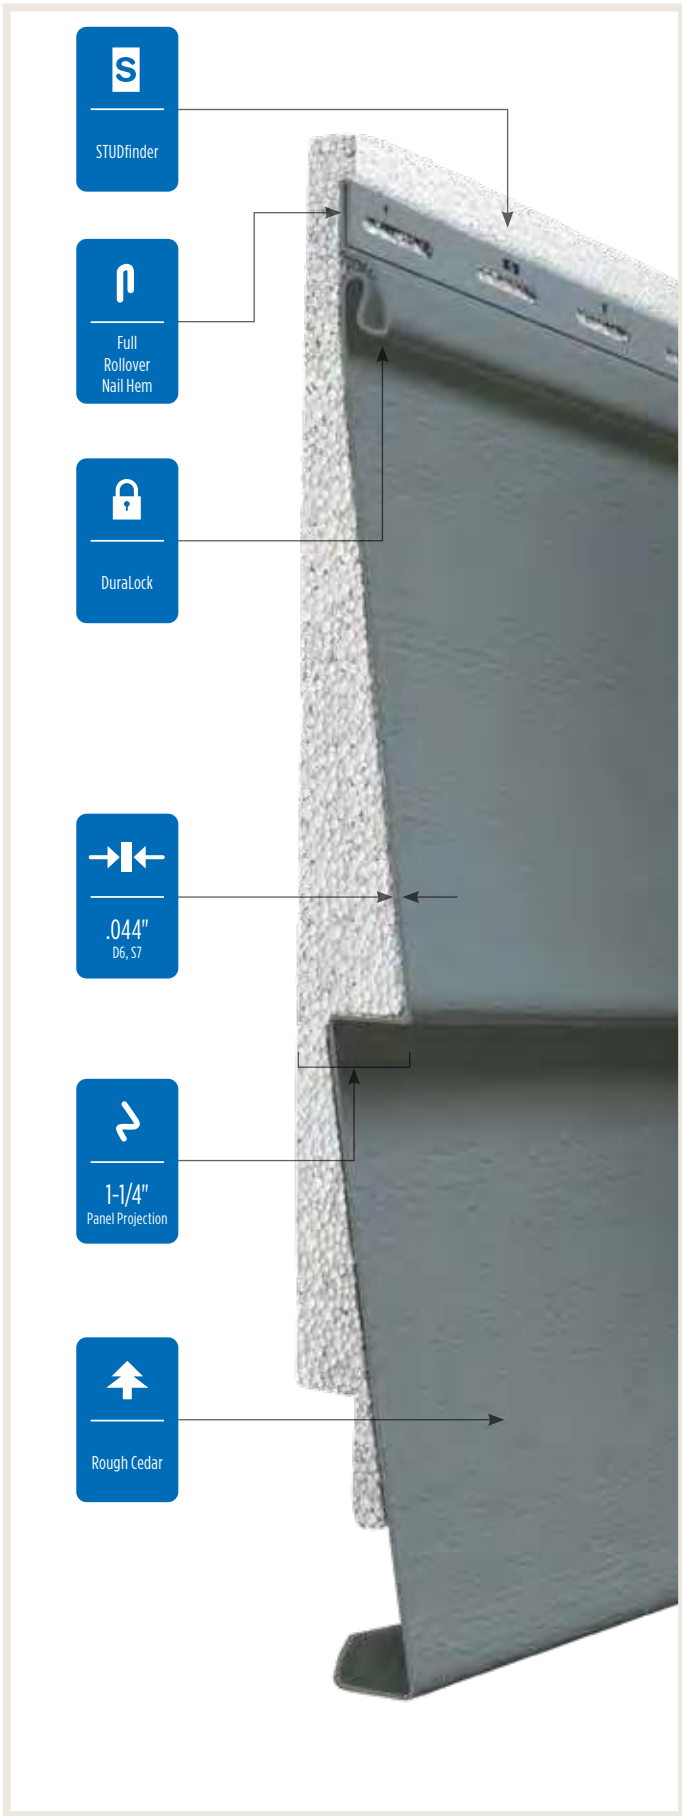 S
STUDfinder
Full
Rollover
Nail Hem
DuraLock
.044"
D6, S7
1-1/4"
Panel Projection
Rough Cedar